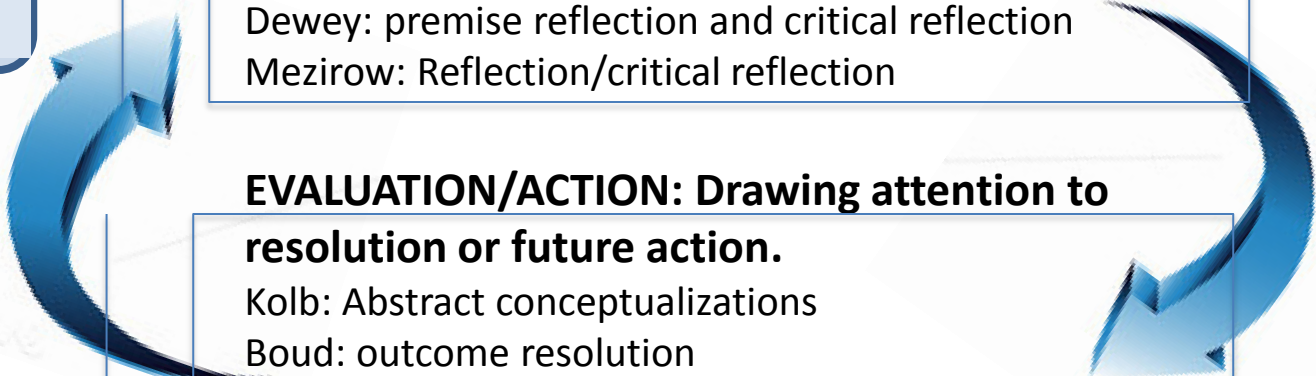 Dewey: premise reflection and critical reflection
Mezirow: Reflection/critical reflection
EVALUATION/ACTION: Drawing attention to
resolution or future action.
Kolb: Abstract conceptualizations
Boud: outcome resolution